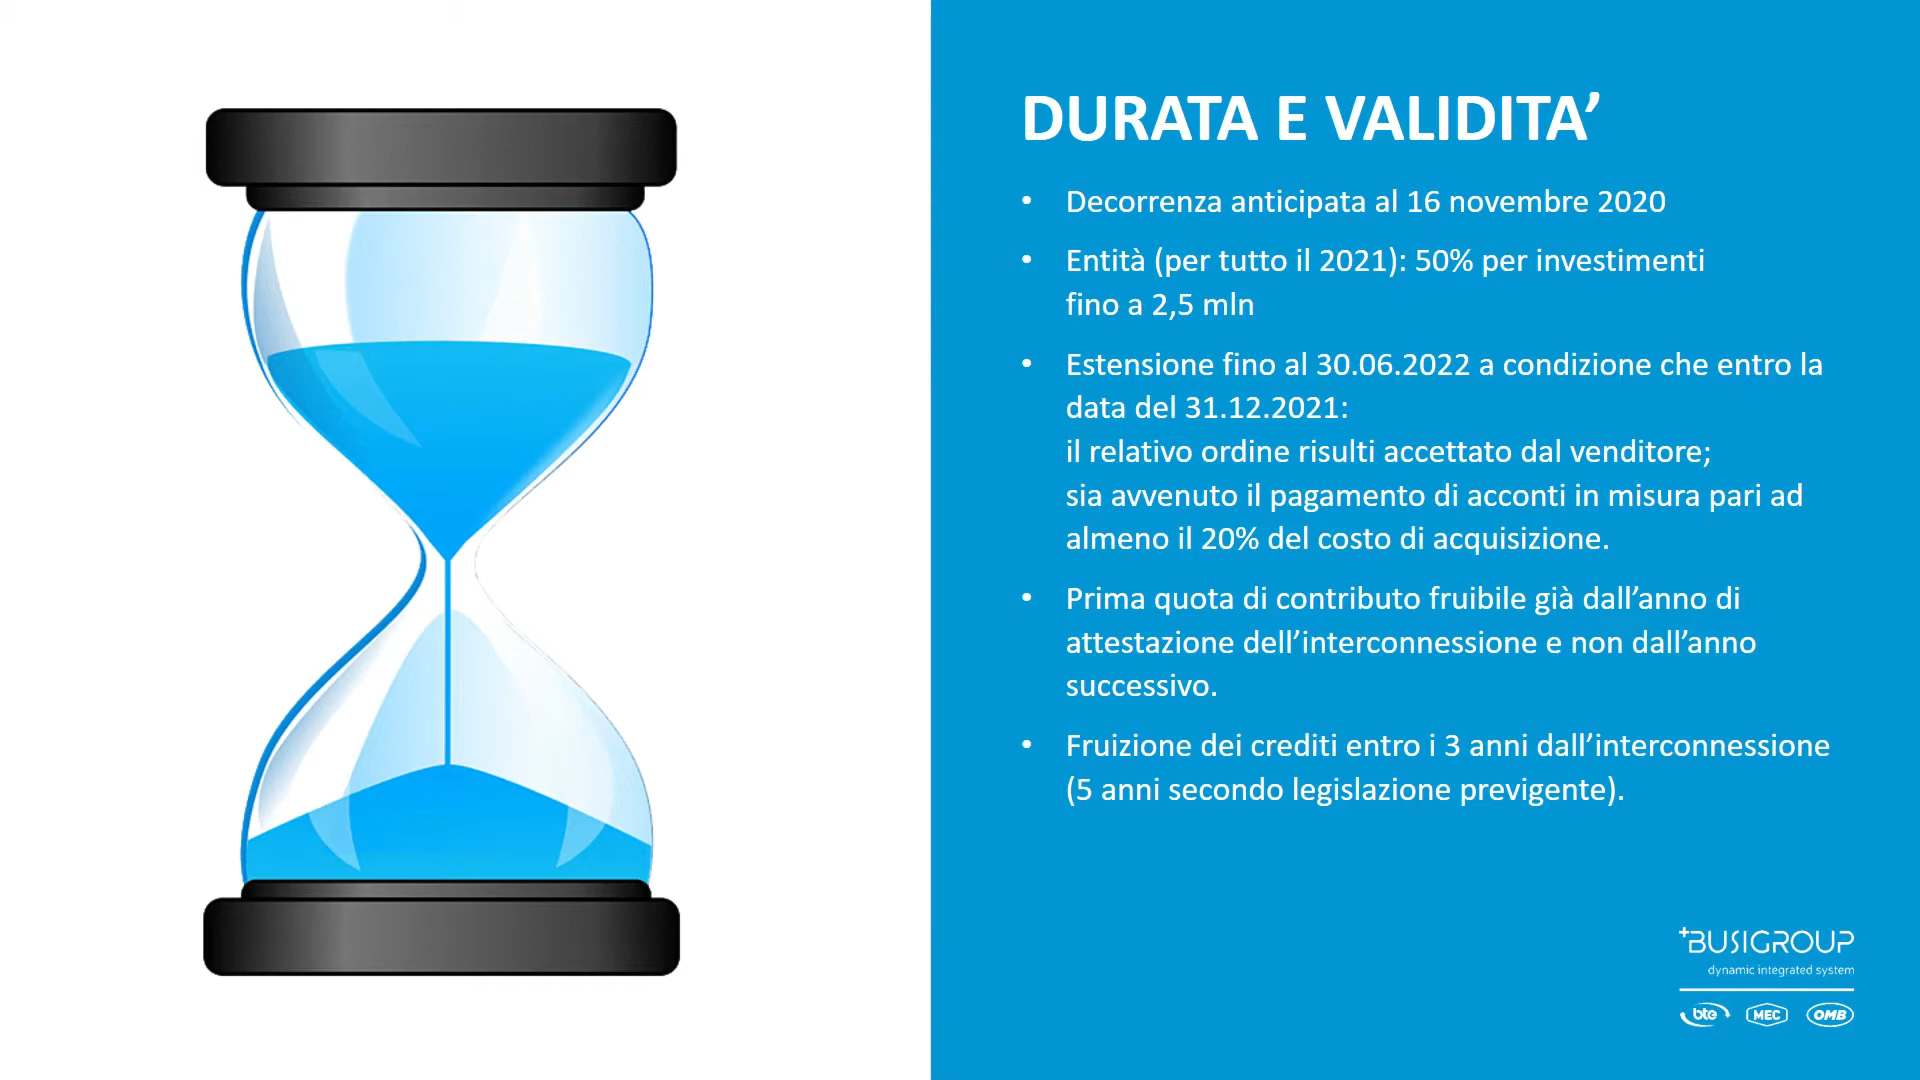 DURATA E VALIDITA’
• Decorrenza anticipata al 16 novembre 2020
• Entità (per tutto il 2021): 50% per investimenti
fino a 2,5 mln
• Estensione fino al 30.06.2022 a condizione che entro la
data del 31.12.2021:
il relativo ordine risulti accettato dal venditore;
sia avvenuto il pagamento di acconti in misura pari ad
almeno il 20% del costo di acquisizione.
• Prima quota di contributo fruibile già dall’anno di
attestazione dell’interconnessione e non dall’anno
successivo.
• Fruizione dei crediti entro i 3 anni dall’interconnessione
(5 anni secondo legislazione previgente).
+BUSIGROUP
dynamic integrated system
bte MEC OMB